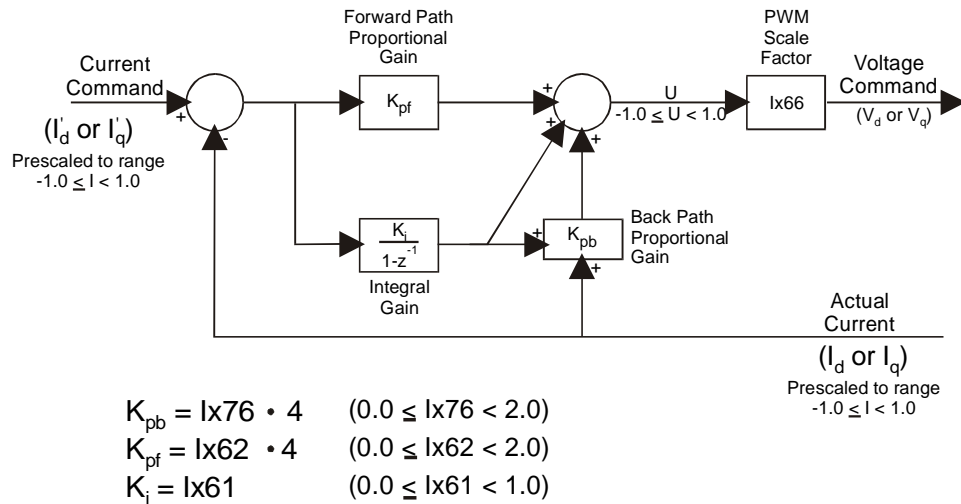 Forward Path
Proportional
Gain
PWM
Scale
Factor
Current
Command
Voltage
Command
+
-
K_pf
+
+
+
U
-1.0 ≤ U < 1.0
Ix66
(V_d or V_q)
(I'_d or I'_q)
Prescaled to range
-1.0 ≤ I < 1.0
K_i
1-z^-1
Integral
Gain
+
K_pb
+
Back Path
Proportional
Gain
Actual
Current
(I_d or I_q)
Prescaled to range
-1.0 ≤ I < 1.0
K_pb = Ix76 • 4 (0.0 ≤ Ix76 < 2.0)
K_pf = Ix62 • 4 (0.0 ≤ Ix62 < 2.0)
K_i = Ix61 (0.0 ≤ Ix61 < 1.0)